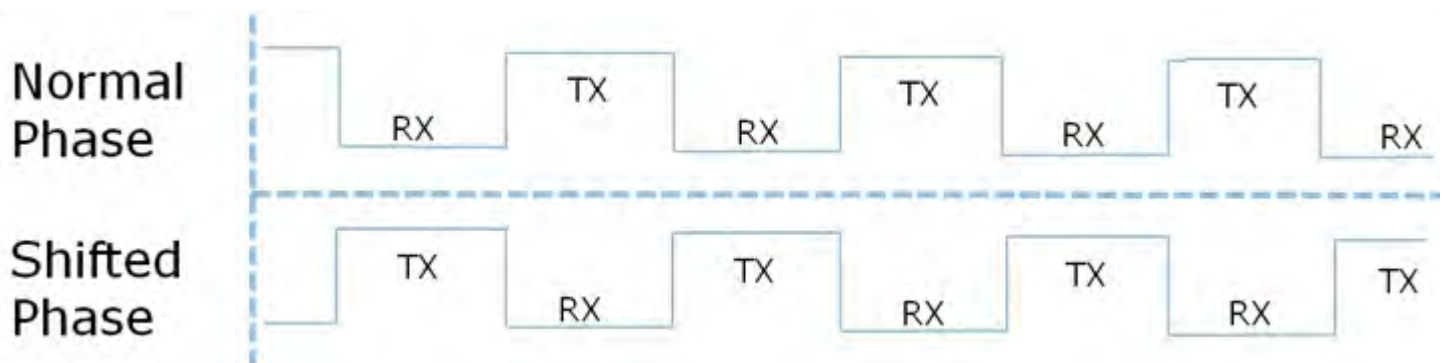 Normal
Phase
RX TX RX TX RX TX RX
Shifted
Phase
TX RX TX RX TX RX TX